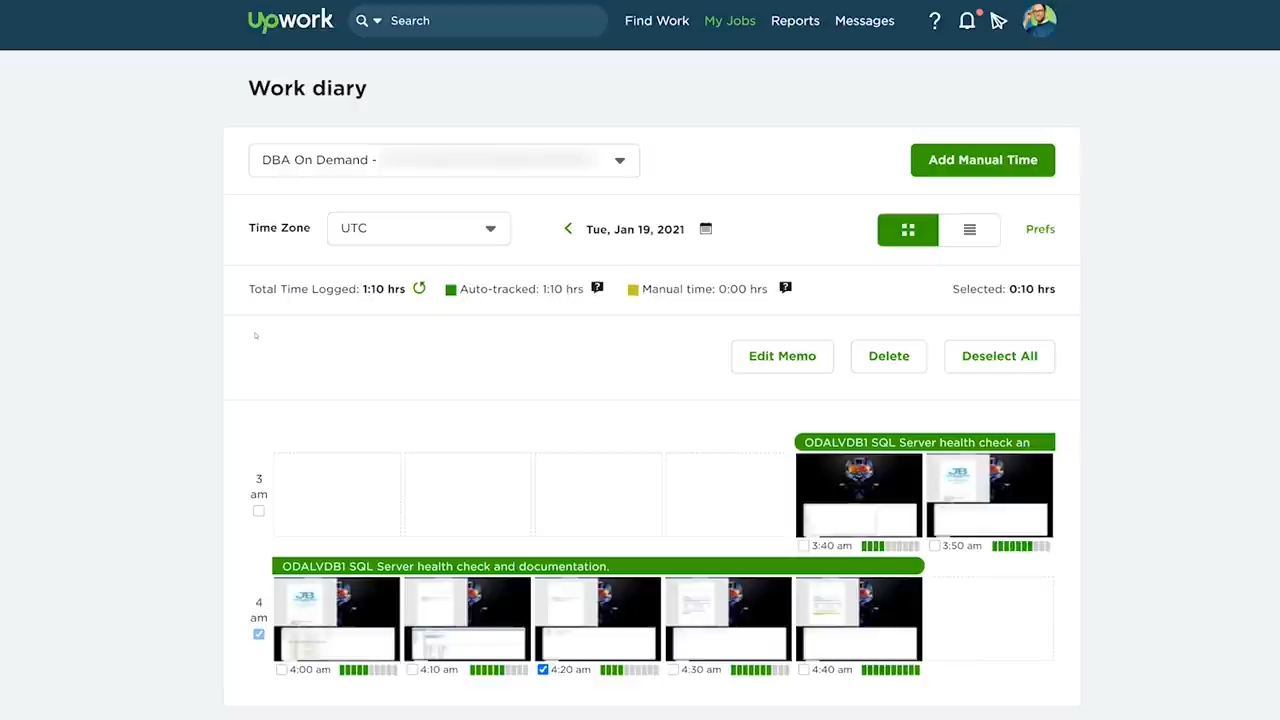 upwork Search Find Work My Jobs Reports Messages ?
Work diary
DBA On Demand - Add Manual Time
Time Zone UTC Tue, Jan 19, 2021 Prefs
Total Time Logged: 1:10 hrs Auto-tracked: 1:10 hrs ? Manual time: 0:00 hrs ? Selected: 0:10 hrs
Edit Memo Delete Deselect All
ODALVDB1 SQL Server health check an
3
am
JB
3:40 am 3:50 am
ODALVDB1 SQL Server health check and documentation.
4
am
JB
4:00 am 4:10 am 4:20 am 4:30 am 4:40 am